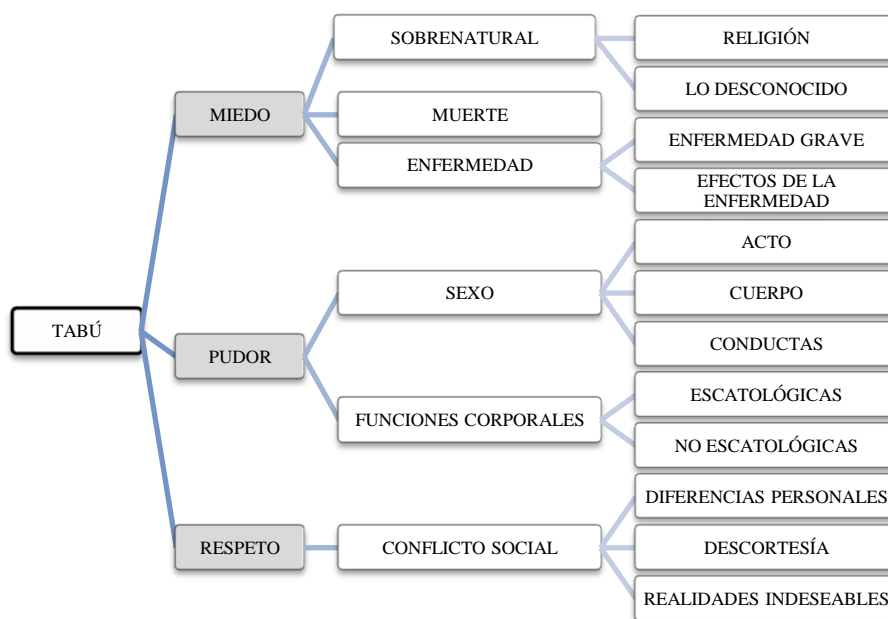 SOBRENATURAL
RELIGIÓN
LO DESCONOCIDO
MIEDO
MUERTE
ENFERMEDAD
ENFERMEDAD GRAVE
EFECTOS DE LA
ENFERMEDAD
TABÚ
PUDOR
SEXO
ACTO
CUERPO
CONDUCTAS
FUNCIONES CORPORALES
ESCATOLÓGICAS
NO ESCATOLÓGICAS
RESPETO
CONFLICTO SOCIAL
DIFERENCIAS PERSONALES
DESCORTESÍA
REALIDADES INDESEABLES